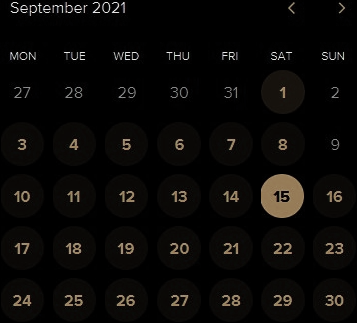 September 2021
MON TUE WED THU FRI SAT SUN
27 28 29 30 31 1 2
3 4 5 6 7 8 9
10 11 12 13 14 15 16
17 18 19 20 21 22 23
24 25 26 27 28 29 30